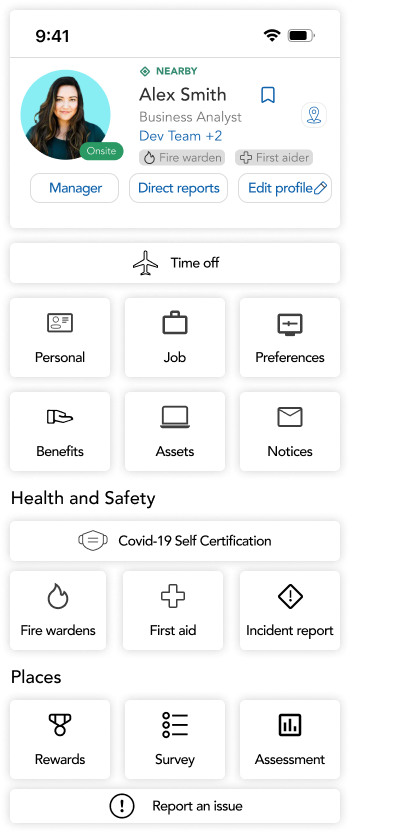 9:41
NEARBY
Alex Smith
Business Analyst
Dev Team +2
Onsite
Fire warden First aider
Manager Direct reports Edit profile
Time off
Personal Job Preferences
Benefits Assets Notices
Health and Safety
Covid-19 Self Certification
Fire wardens First aid Incident report
Places
Rewards Survey Assessment
Report an issue